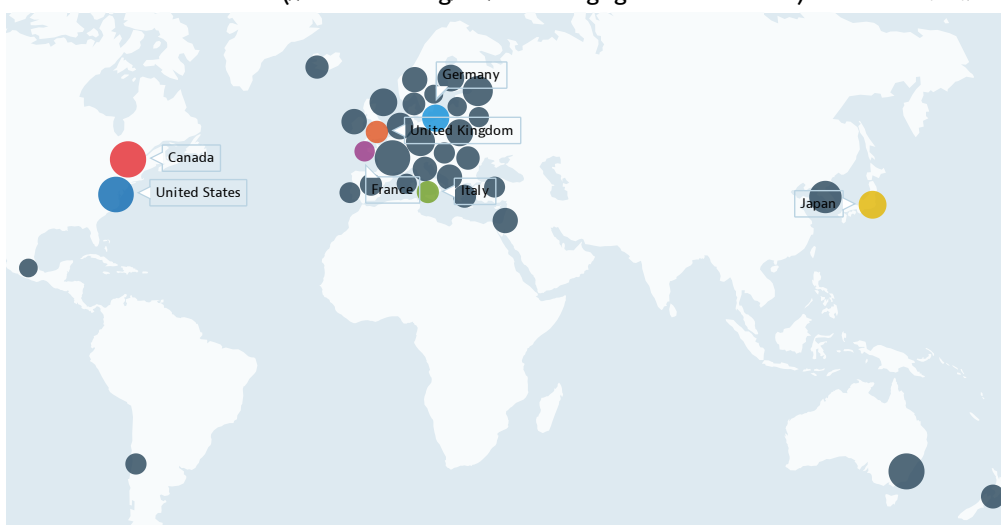 Germany
United Kingdom
Canada
United States
France
Italy
Japan